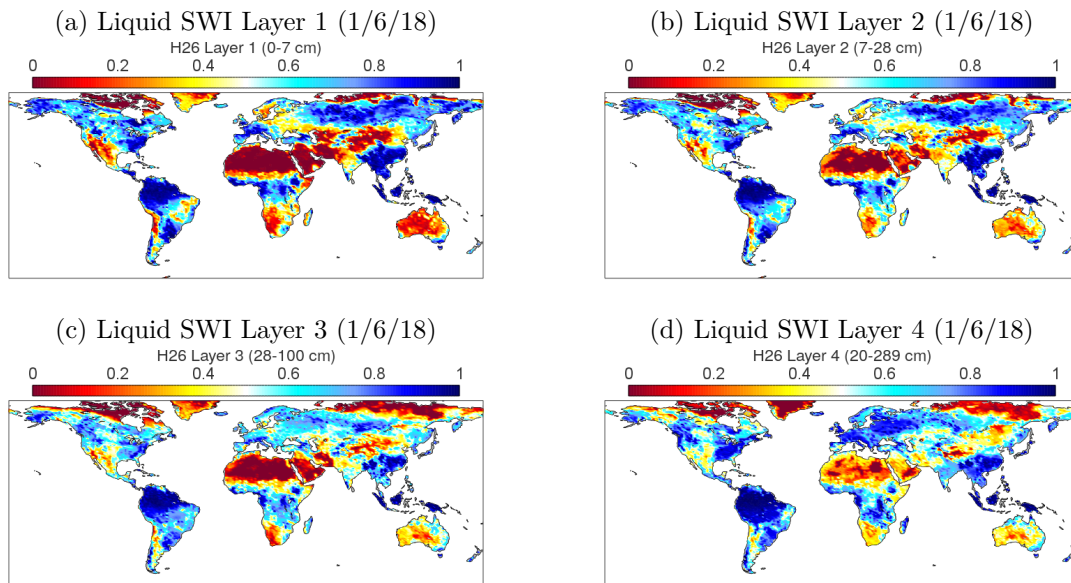 (a) Liquid SWI Layer 1 (1/6/18)
H26 Layer 1 (0-7 cm)
0 0.2 0.4 0.6 0.8 1
(b) Liquid SWI Layer 2 (1/6/18)
H26 Layer 2 (7-28 cm)
0 0.2 0.4 0.6 0.8 1
(c) Liquid SWI Layer 3 (1/6/18)
H26 Layer 3 (28-100 cm)
0 0.2 0.4 0.6 0.8 1
(d) Liquid SWI Layer 4 (1/6/18)
H26 Layer 4 (20-289 cm)
0 0.2 0.4 0.6 0.8 1